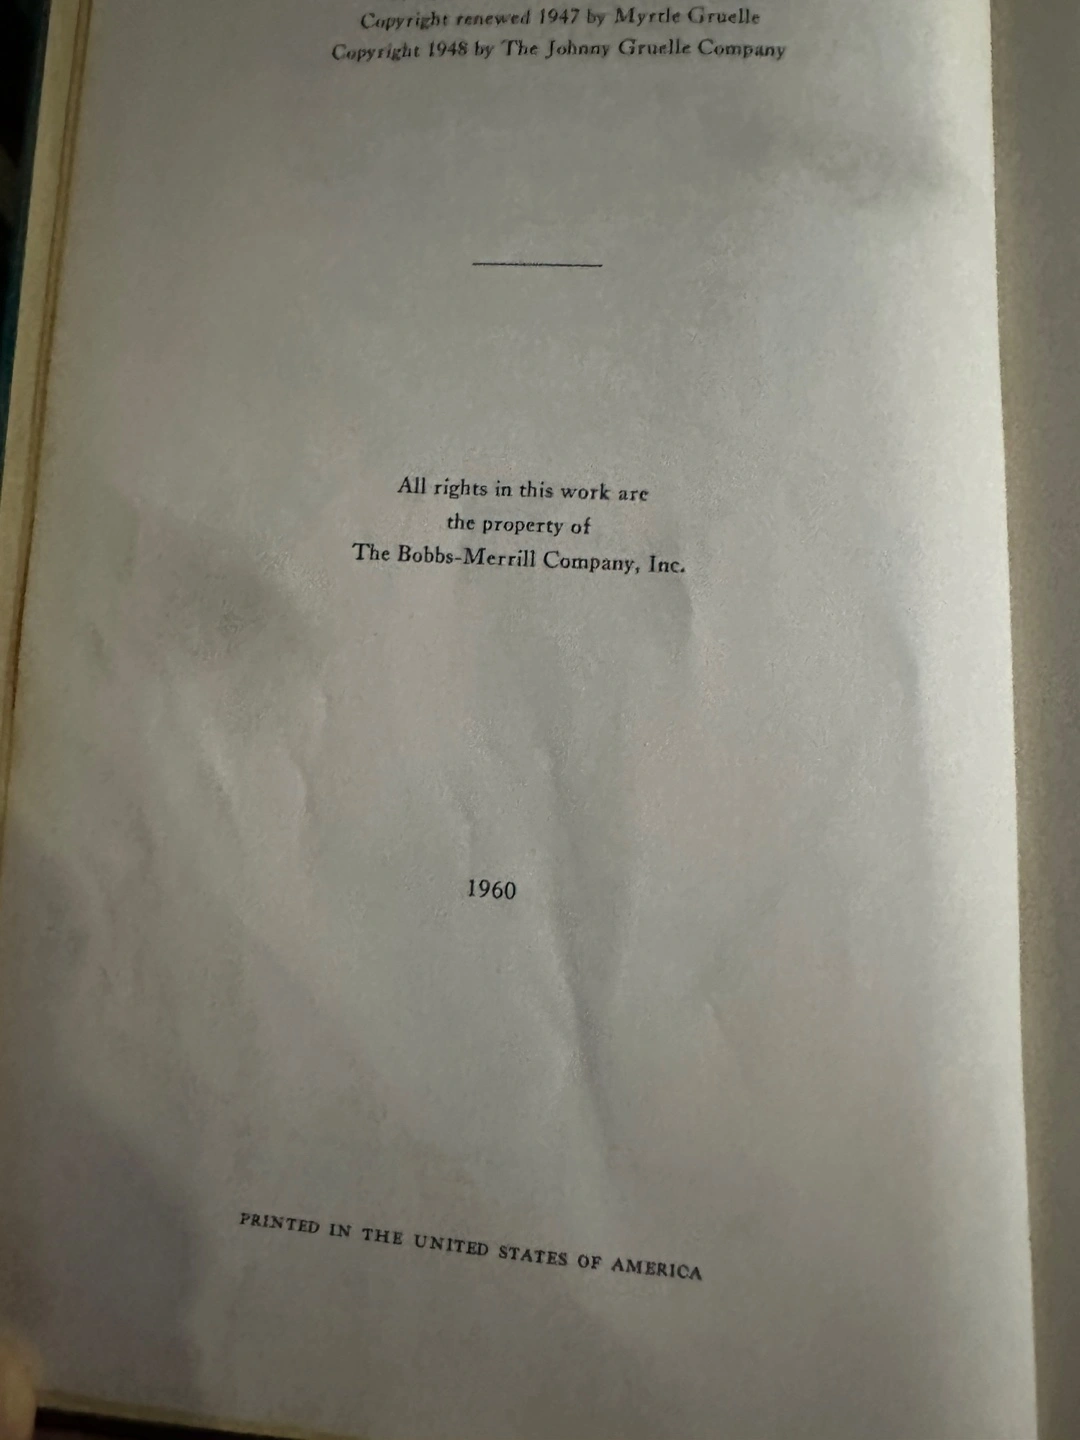 Copyright renewed 1947 by Myrtle Gruelle
Copyright 1948 by The Johnny Gruelle Company
All rights in this work are
the property of
The Bobbs-Merrill Company, Inc.
1960
PRINTED IN THE UNITED STATES OF AMERICA